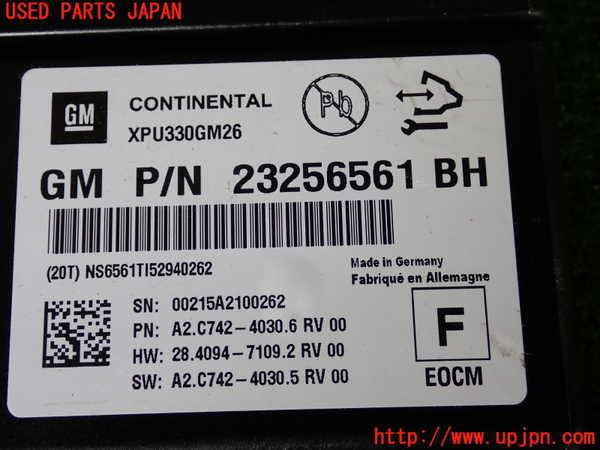 USED PARTS JAPAN
GM
CONTINENTAL
XPU330GM26
Pb
GM P/N 23256561 BH
(20T) NS6561TI52940262
Made in Germany
Fabriqué en Allemagne
SN: 00215A2100262
PN: A2.C742-4030.6 RV 00
HW: 28.4094-7109.2 RV 00
SW: A2.C742-4030.5 RV 00
F
EOCM
http://www.upjpn.com/